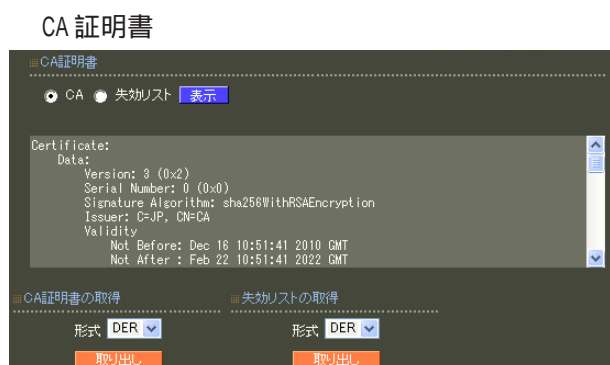 CA 証明書
CA証明書
CA 失効リスト 表示
Certificate:
Data:
Version: 3 (0x2)
Serial Number: 0 (0x0)
Signature Algorithm: sha256WithRSAEncryption
Issuer: C=JP, CN=CA
Validity
Not Before: Dec 16 10:51:41 2010 GMT
Not After : Feb 22 10:51:41 2022 GMT
CA証明書の取得 失効リストの取得
形式 DER 形式 DER
取り出し 取り出し